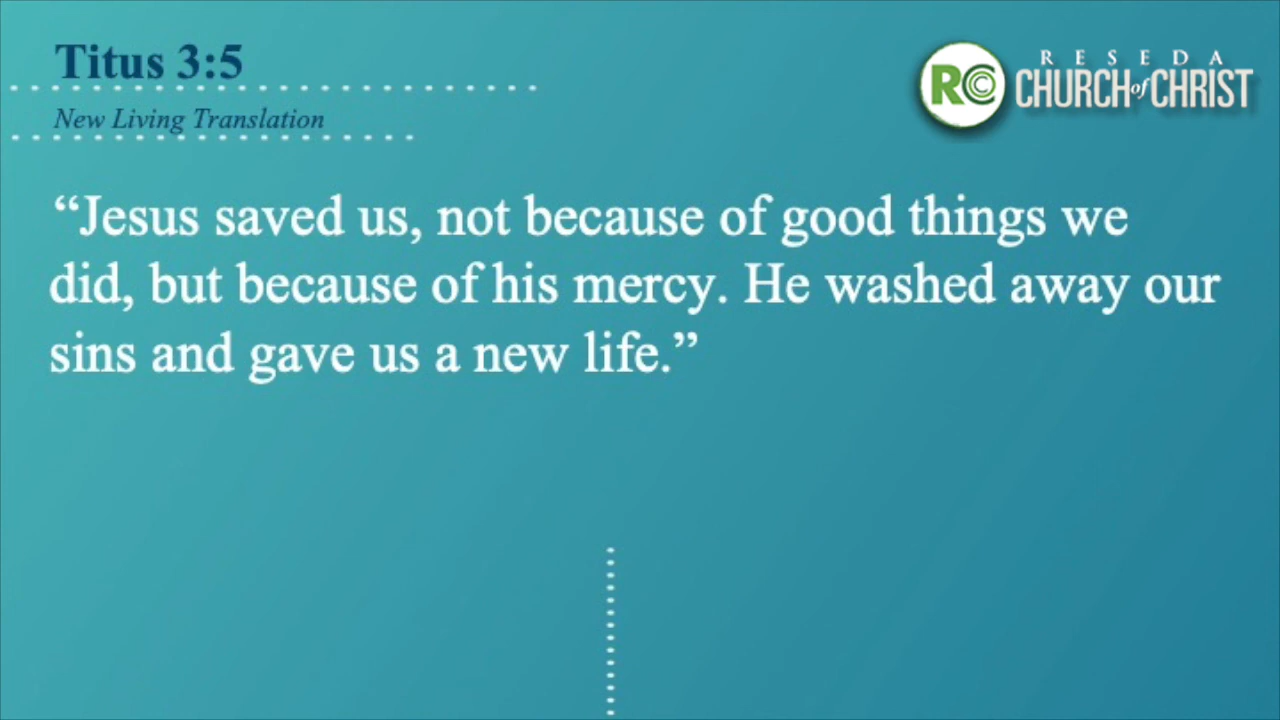 Titus 3:5
New Living Translation
RCC
RESEDA
CHURCH of CHRIST
“Jesus saved us, not because of good things we
did, but because of his mercy. He washed away our
sins and gave us a new life.”